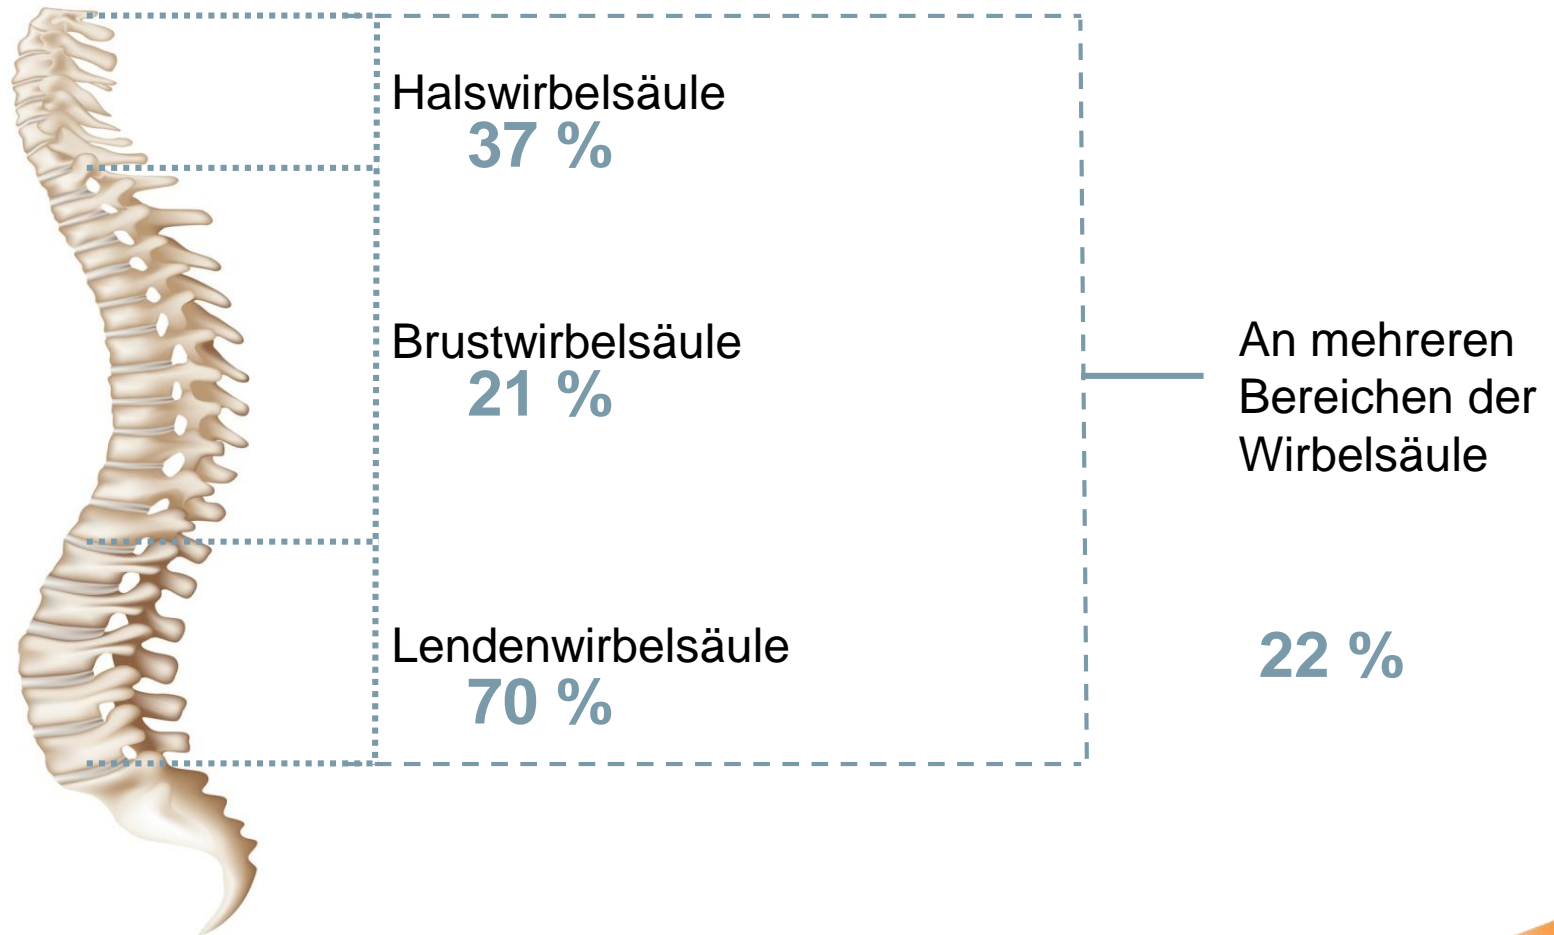 Halswirbelsäule
37 %
Brustwirbelsäule
21 %
Lendenwirbelsäule
70 %
An mehreren
Bereichen der
Wirbelsäule
22 %